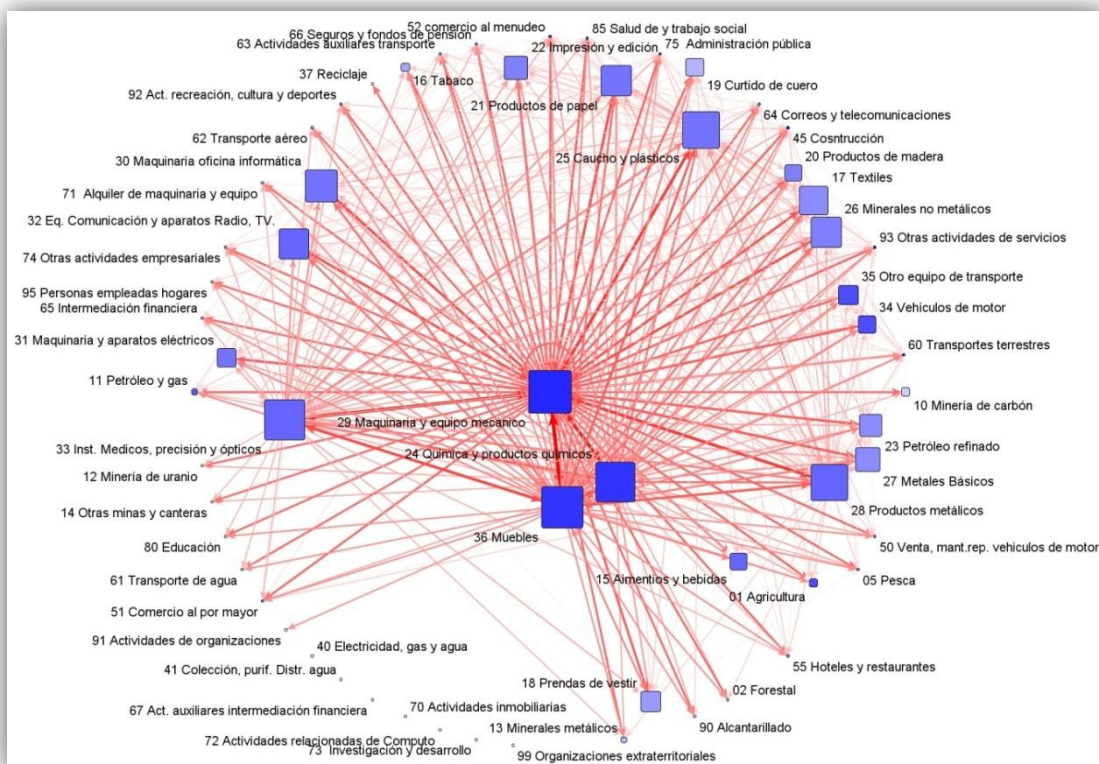 52 comercio al menudeo
85 Salud de y trabajo social
66 Seguros y fondos de pensión
22 Impresión y edición
75 Administración pública
63 Actividades auxiliares transporte
37 Reciclaje
16 Tabaco
19 Curtido de cuero
92 Act. recreación, cultura y deportes
21 Productos de papel
64 Correos y telecomunicaciones
62 Transporte aéreo
45 Cosntrucción
30 Maquinaria oficina informática
25 Caucho y plásticos
20 Productos de madera
17 Textiles
71 Alquiler de maquinaria y equipo
26 Minerales no metálicos
32 Eq. Comunicación y aparatos Radio, TV.
93 Otras actividades de servicios
74 Otras actividades empresariales
35 Otro equipo de transporte
95 Personas empleadas hogares
34 Vehículos de motor
65 Intermediación financiera
31 Maquinaria y aparatos eléctricos
60 Transportes terrestres
11 Petróleo y gas
10 Minería de carbón
29 Maquinaria y equipo mecanico
33 Inst. Medicos, precisión y ópticos
23 Petróleo refinado
24 Quimica y productos quimicos
12 Minería de uranio
27 Metales Básicos
14 Otras minas y canteras
28 Productos metálicos
36 Muebles
80 Educación
50 Venta, mant.rep. vehiculos de motor
61 Transporte de agua
15 Aimentios y bebidas
05 Pesca
01 Agricultura
51 Comercio al por mayor
91 Actividades de organizaciones
40 Electricidad, gas y agua
41 Colección, purif. Distr. agua
55 Hoteles y restaurantes
18 Prendas de vestir
02 Forestal
67 Act. auxiliares intermediación financiera
70 Actividades inmobiliarias
13 Minerales metálicos
90 Alcantarillado
72 Actividades relacionadas de Computo
73 Investigación y desarrollo
99 Organizaciones extraterritoriales